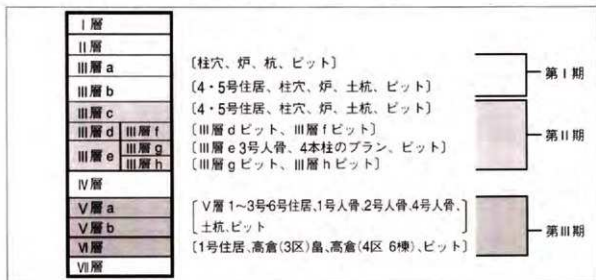 I層
II層
III層a 〔柱穴、炉、杭、ピット〕
第I期
III層b 〔4・5号住居、柱穴、炉、土杭、ピット〕
III層c 〔4・5号住居、柱穴、炉、土杭、ピット〕
III層d III層f 〔III層dピット、III層fピット〕
第II期
III層e III層g 〔III層e3号人骨、4本柱のプラン、ピット〕
III層h 〔III層gピット、III層hピット〕
IV層
V層a 〔V層1~3号・6号住居、1号人骨、2号人骨、4号人骨、
V層b 土杭、ピット〕
第III期
VI層 〔1号住居、高倉(3区)畠、高倉(4区 6棟)、ピット〕
VII層